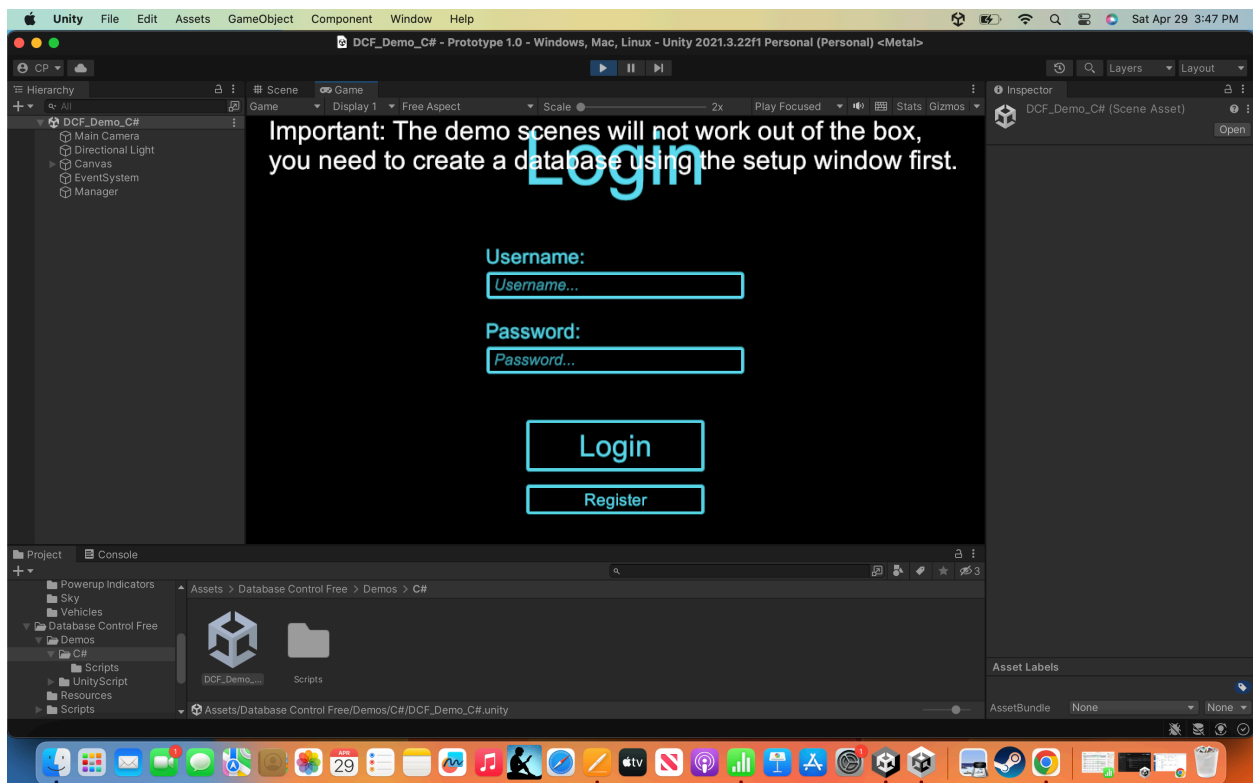 Unity File Edit Assets GameObject Component Window Help Sat Apr 29 3:47 PM
DCF_Demo_C# - Prototype 1.0 - Windows, Mac, Linux - Unity 2021.3.22f1 Personal (Personal) <Metal>
CP Layers Layout
Hierarchy
All
DCF_Demo_C#
Main Camera
Directional Light
Canvas
EventSystem
Manager
Scene Game
Game Display 1 Free Aspect Scale 2x Play Focused Stats Gizmos
Important: The demo scenes will not work out of the box,
you need to create a database using the setup window first.
Login
Username:
Username...
Password:
Password...
Login
Register
Inspector
DCF_Demo_C# (Scene Asset)
Open
Project Console
3
Powerup Indicators
Sky
Vehicles
Database Control Free
Demos
C#
Scripts
UnityScript
Resources
Scripts
Assets > Database Control Free > Demos > C#
DCF_Demo_... Scripts
Assets/Database Control Free/Demos/C#/DCF_Demo_C#.unity
Asset Labels
AssetBundle None None
1
APR
29
tv